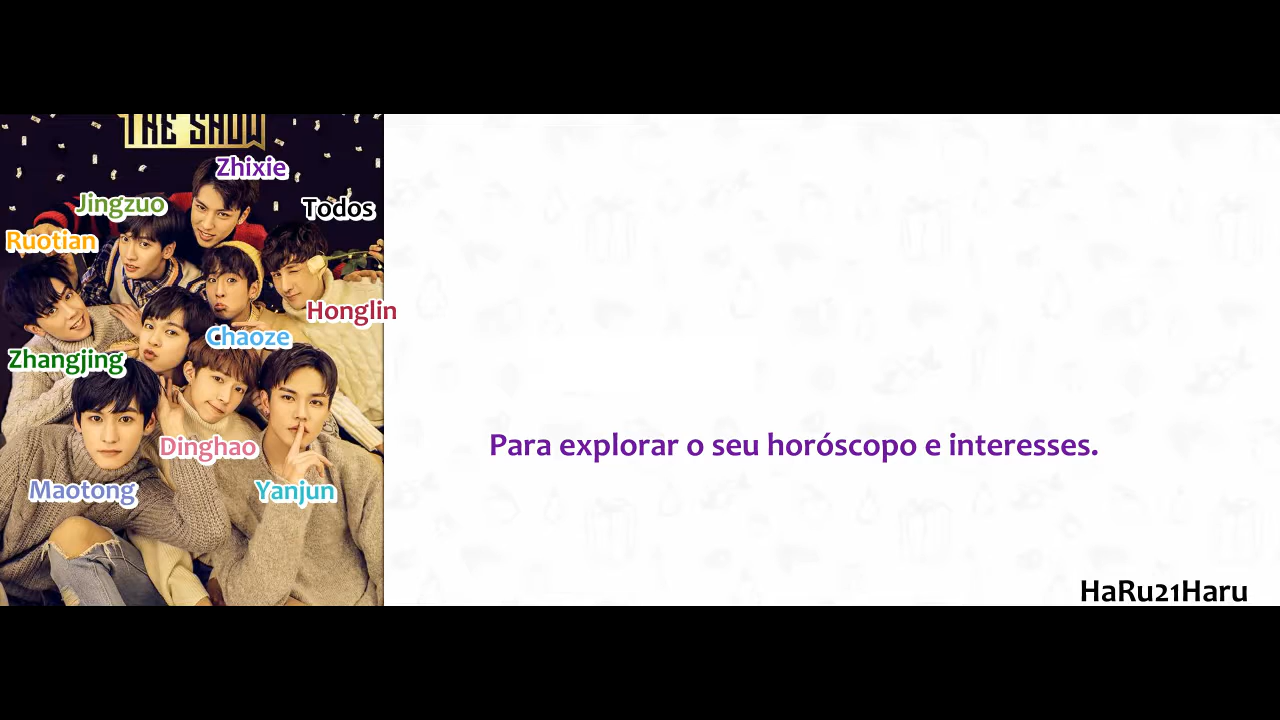 THE SHOW
Zhixie
Jingzuo
Todos
Ruotian
Honglin
Chaoze
Zhangjing
Dinghao
Maotong
Yanjun
Para explorar o seu horóscopo e interesses.
HaRu21Haru